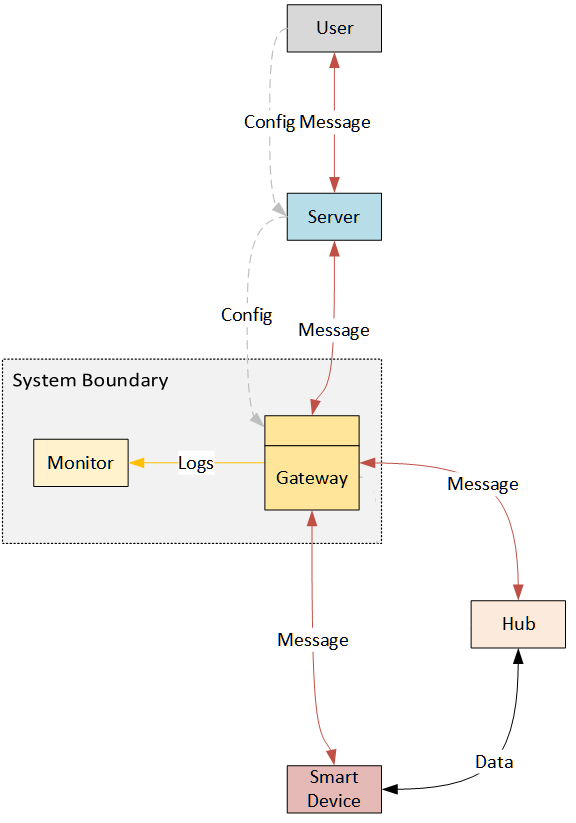 User
Config Message
Server
Config
Message
System Boundary
Monitor
Logs
Gateway
Message
Hub
Message
Data
Smart
Device